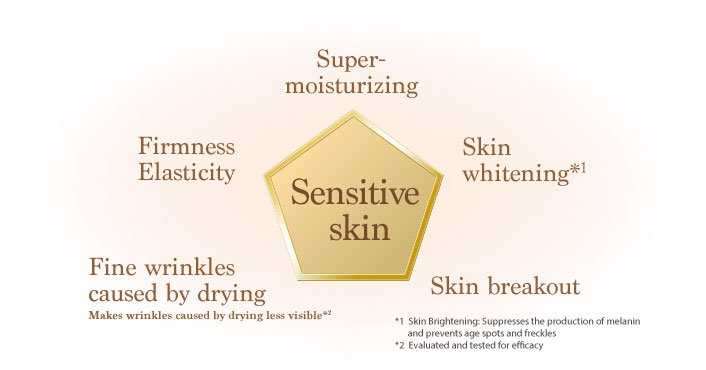 Super-
moisturizing
Firmness
Elasticity
Skin
whitening*1
Sensitive
skin
Fine wrinkles
caused by drying
Makes wrinkles caused by drying less visible*2
Skin breakout
*1 Skin Brightening: Suppresses the production of melanin
and prevents age spots and freckles
*2 Evaluated and tested for efficacy